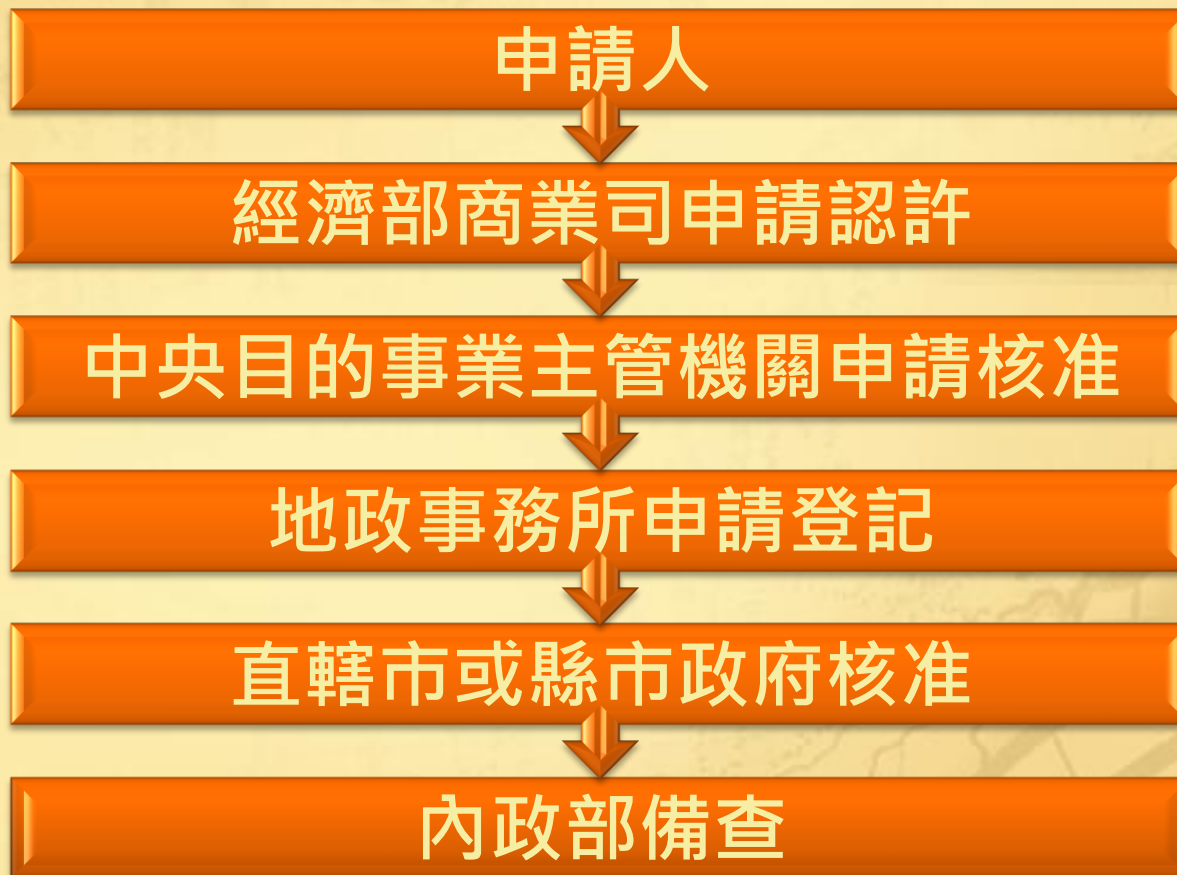 申請人
經濟部商業司申請認許
中央目的事業主管機關申請核准
地政事務所申請登記
直轄市或縣市政府核准
內政部備查